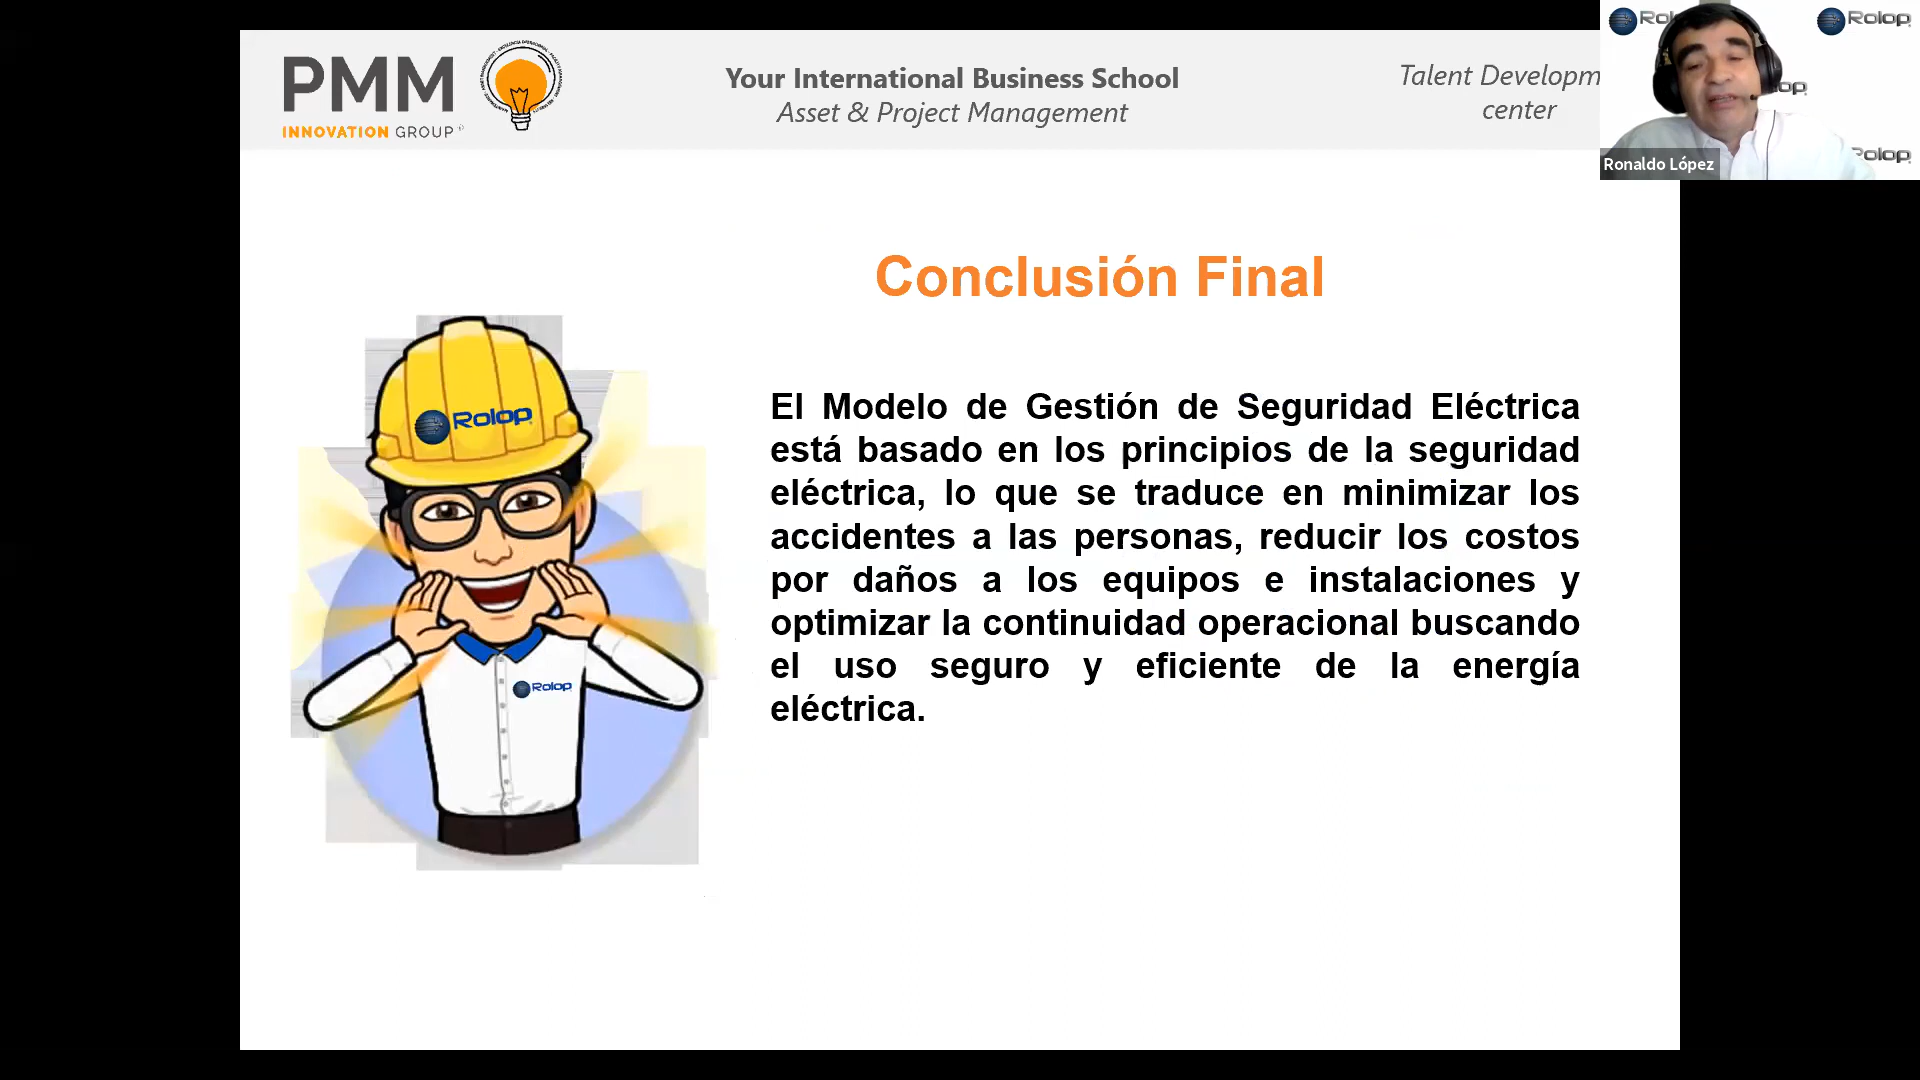 PMM
INNOVATION GROUP
Your International Business School
Asset & Project Management
Talent Developm
center
Rolop
Ronaldo López
Conclusión Final
Rolop
El Modelo de Gestión de Seguridad Eléctrica
está basado en los principios de la seguridad
eléctrica, lo que se traduce en minimizar los
accidentes a las personas, reducir los costos
por daños a los equipos e instalaciones y
optimizar la continuidad operacional buscando
el uso seguro y eficiente de la energía
eléctrica.
Rolop